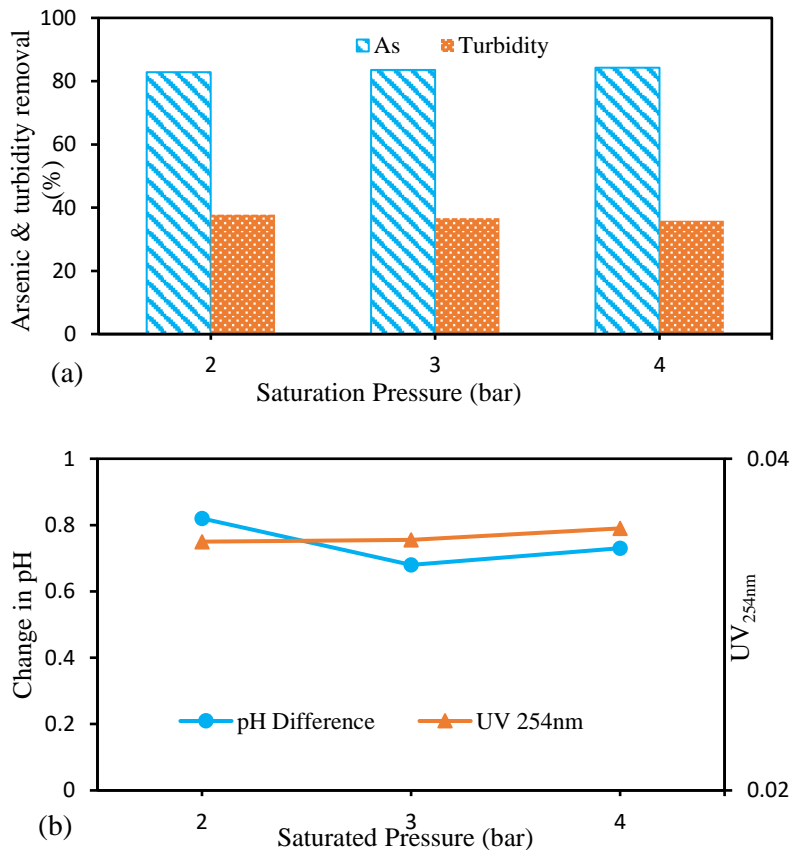 100
80
60
40
20
0
Arsenic & turbidity removal
(%)
As
Turbidity
2
3
4
(a)
Saturation Pressure (bar)
1
0.8
0.6
0.4
0.2
0
Change in pH
0.04
0.02
UV254nm
pH Difference
UV 254nm
2
3
4
(b)
Saturated Pressure (bar)